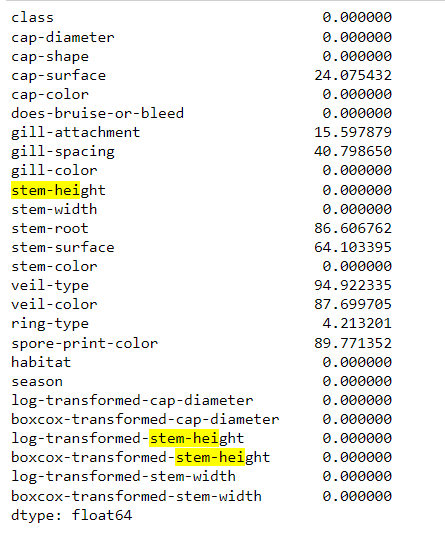 class 0.000000
cap-diameter 0.000000
cap-shape 0.000000
cap-surface 24.075432
cap-color 0.000000
does-bruise-or-bleed 0.000000
gill-attachment 15.597879
gill-spacing 40.798650
gill-color 0.000000
stem-height 0.000000
stem-width 0.000000
stem-root 86.606762
stem-surface 64.103395
stem-color 0.000000
veil-type 94.922335
veil-color 87.699705
ring-type 4.213201
spore-print-color 89.771352
habitat 0.000000
season 0.000000
log-transformed-cap-diameter 0.000000
boxcox-transformed-cap-diameter 0.000000
log-transformed-stem-height 0.000000
boxcox-transformed-stem-height 0.000000
log-transformed-stem-width 0.000000
boxcox-transformed-stem-width 0.000000
dtype: float64